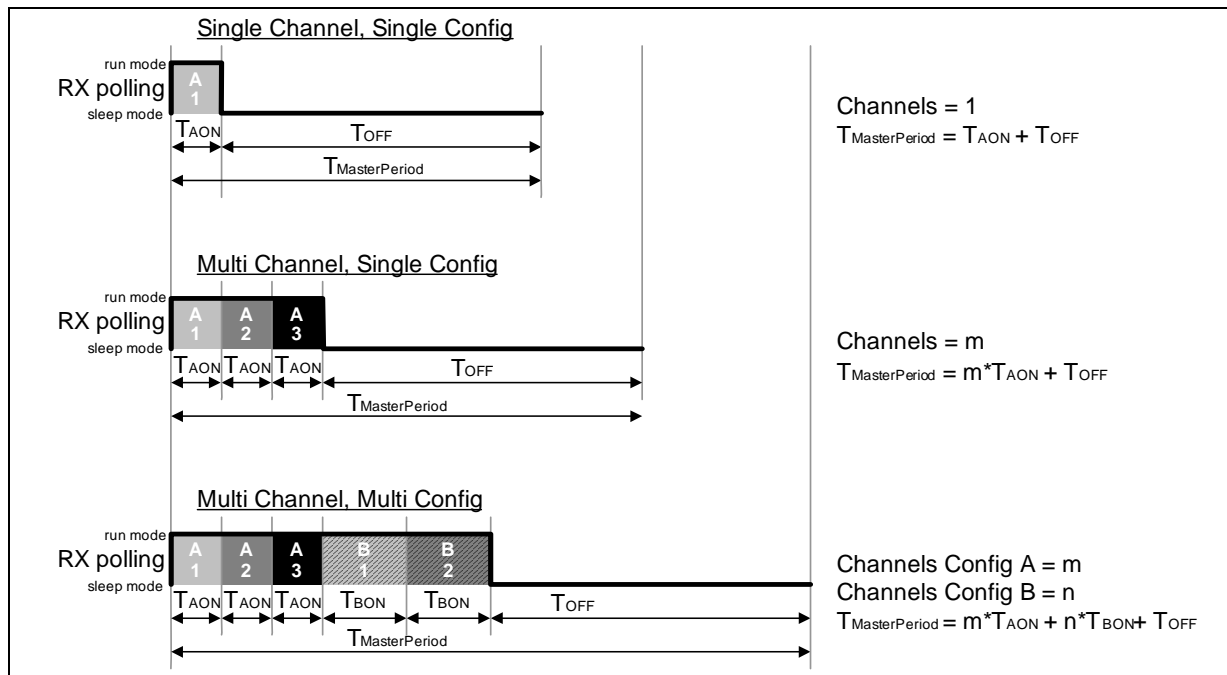 Single Channel, Single Config
run mode
RX polling
sleep mode
A
1
TAON
TOFF
TMasterPeriod
Channels = 1
TMasterPeriod = TAON + TOFF
Multi Channel, Single Config
run mode
RX polling
sleep mode
A
1
A
2
A
3
TAON TAON TAON
TOFF
TMasterPeriod
Channels = m
TMasterPeriod = m*TAON + TOFF
Multi Channel, Multi Config
run mode
RX polling
sleep mode
A
1
A
2
A
3
B
1
B
2
TAON TAON TAON TBON TBON TOFF
TMasterPeriod
Channels Config A = m
Channels Config B = n
TMasterPeriod = m*TAON + n*TBON+ TOFF